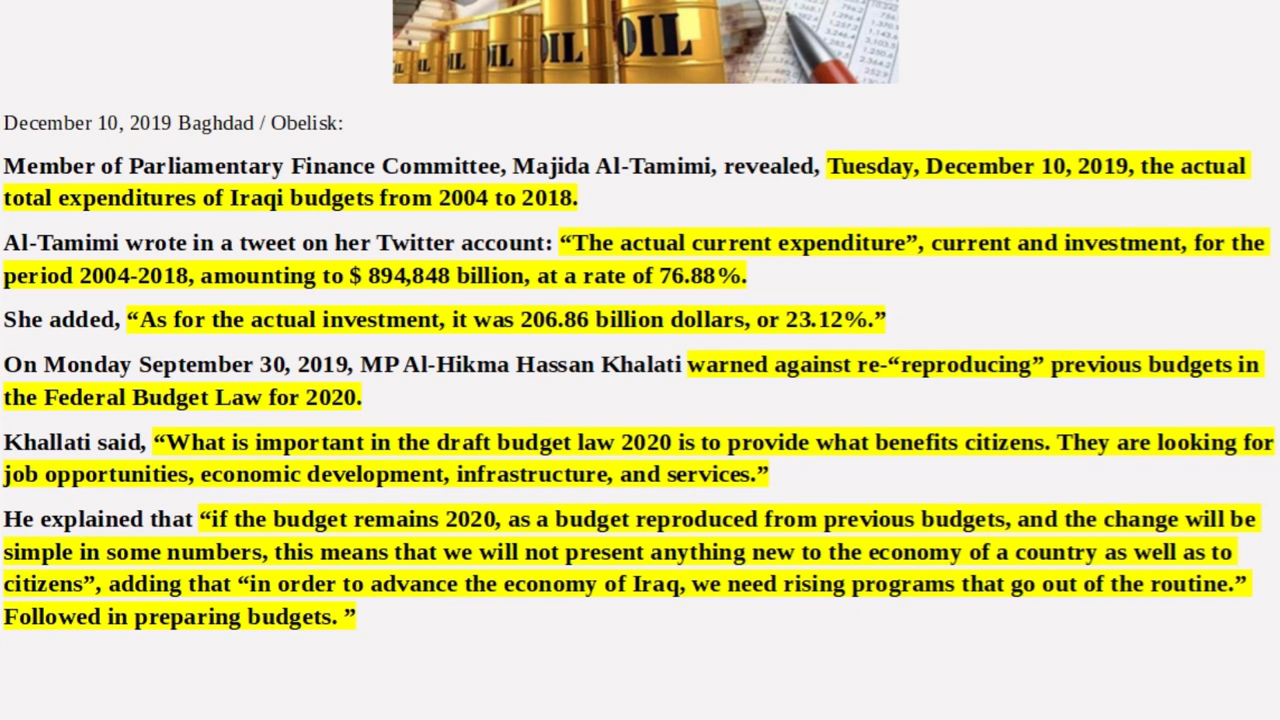 OIL OIL OIL OIL OIL
December 10, 2019 Baghdad / Obelisk:
Member of Parliamentary Finance Committee, Majida Al-Tamimi, revealed, Tuesday, December 10, 2019, the actual
total expenditures of Iraqi budgets from 2004 to 2018.
Al-Tamimi wrote in a tweet on her Twitter account: “The actual current expenditure”, current and investment, for the
period 2004-2018, amounting to $ 894,848 billion, at a rate of 76.88%.
She added, “As for the actual investment, it was 206.86 billion dollars, or 23.12%.”
On Monday September 30, 2019, MP Al-Hikma Hassan Khalati warned against re-“reproducing” previous budgets in
the Federal Budget Law for 2020.
Khallati said, “What is important in the draft budget law 2020 is to provide what benefits citizens. They are looking for
job opportunities, economic development, infrastructure, and services.”
He explained that “if the budget remains 2020, as a budget reproduced from previous budgets, and the change will be
simple in some numbers, this means that we will not present anything new to the economy of a country as well as to
citizens”, adding that “in order to advance the economy of Iraq, we need rising programs that go out of the routine.”
Followed in preparing budgets. ”